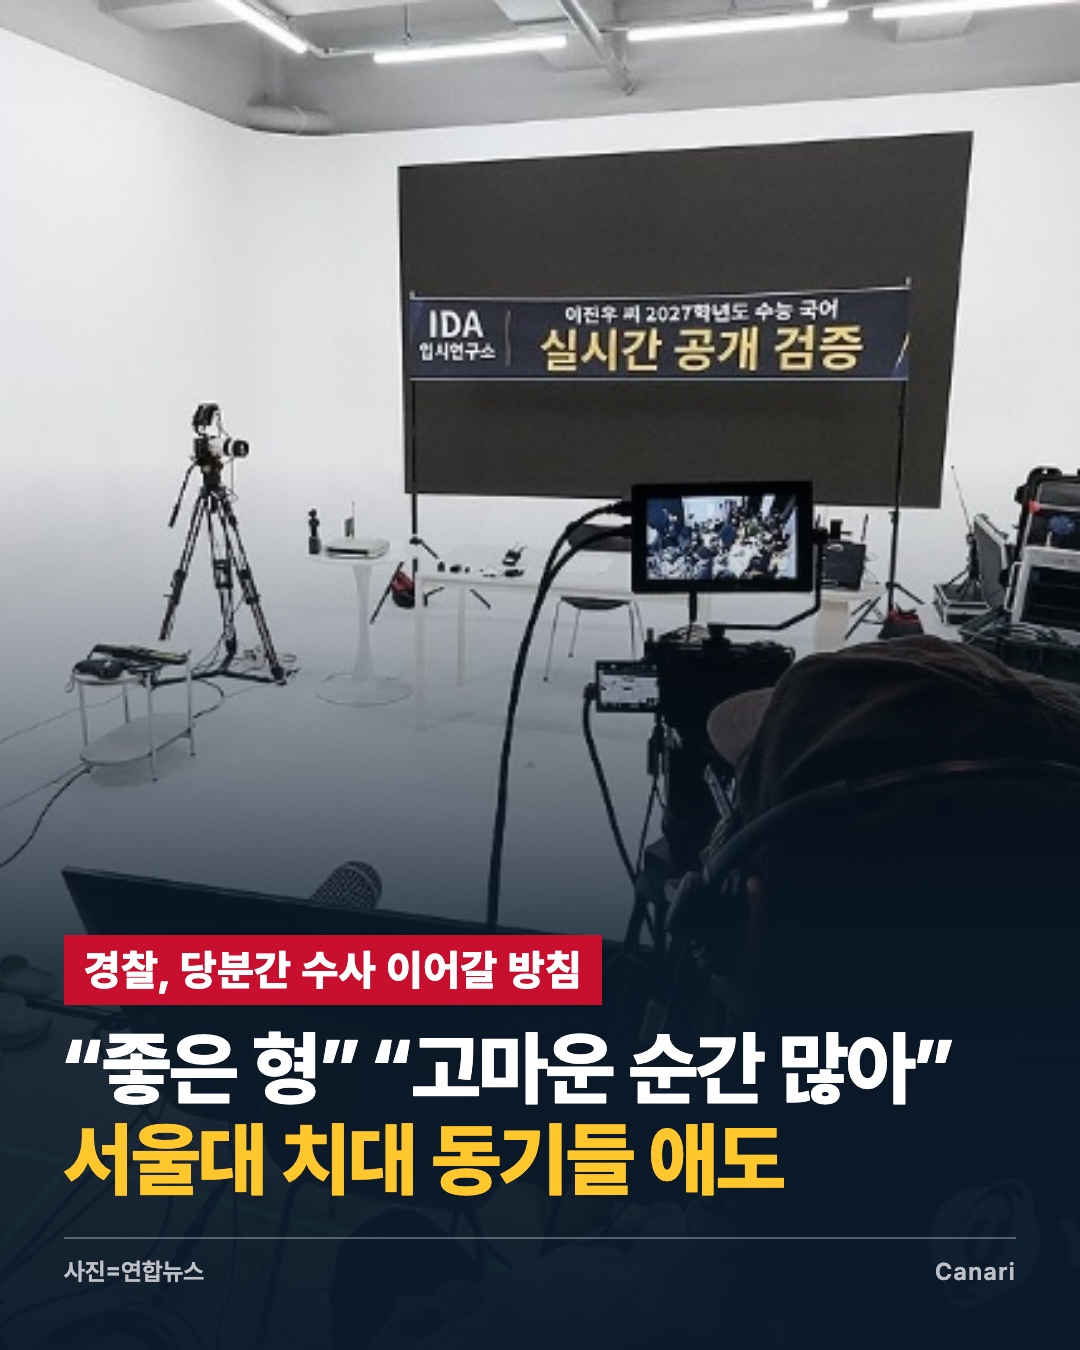 IDA
입시연구소
이진우 씨 2027학년도 수능 국어
실시간 공개 검증
경찰, 당분간 수사 이어갈 방침
“좋은 형” “고마운 순간 많아”
서울대 치대 동기들 애도
사진=연합뉴스
Canari